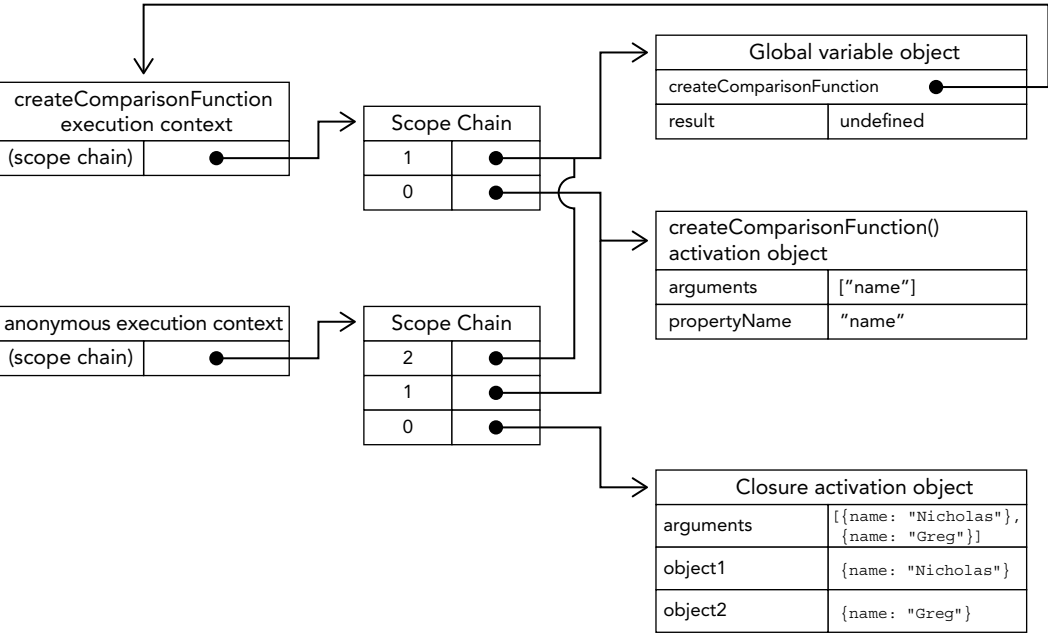 createComparisonFunction
execution context
(scope chain)
Scope Chain
1
0
Global variable object
createComparisonFunction
result
undefined
createComparisonFunction()
activation object
arguments
["name"]
propertyName
"name"
anonymous execution context
(scope chain)
Scope Chain
2
1
0
Closure activation object
arguments
[{name: "Nicholas"},
{name: "Greg"}]
object1
{name: "Nicholas"}
object2
{name: "Greg"}